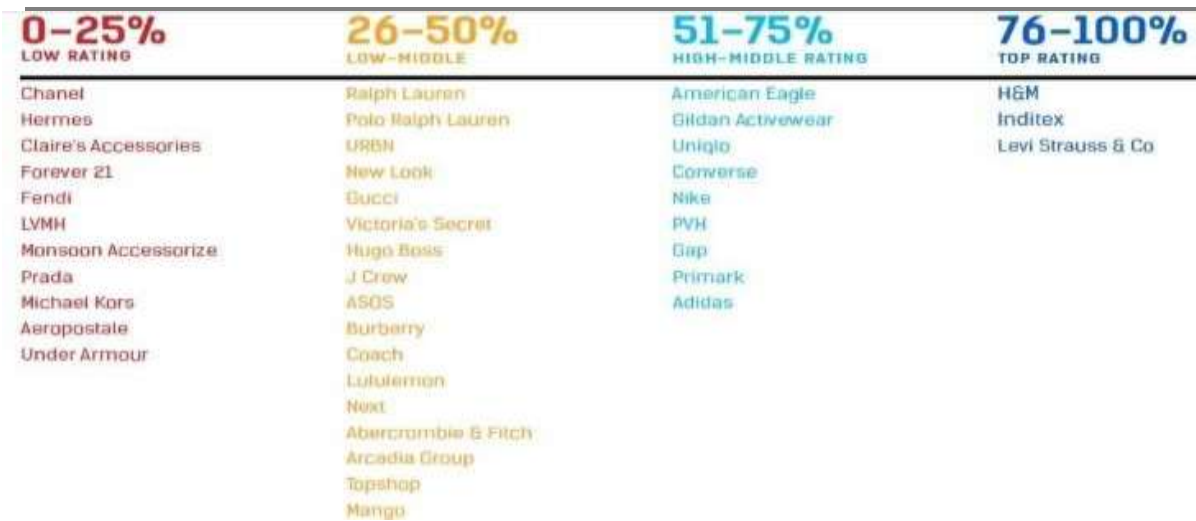 0–25%
LOW RATING
Chanel
Hermes
Claire's Accessories
Forever 21
Fendi
LVMH
Monsoon Accessorize
Prada
Michael Kors
Aeropostale
Under Armour
26–50%
LOW-MIDDLE
Ralph Lauren
Polo Ralph Lauren
URBN
New Look
Gucci
Victoria's Secret
Hugo Boss
J Crew
ASOS
Burberry
Coach
Lululemon
Next
Abercrombie & Fitch
Arcadia Group
Topshop
Mango
51–75%
HIGH-MIDDLE RATING
American Eagle
Gildan Activewear
Uniqlo
Converse
Nike
PVH
Gap
Primark
Adidas
76–100%
TOP RATING
H&M
Inditex
Levi Strauss & Co